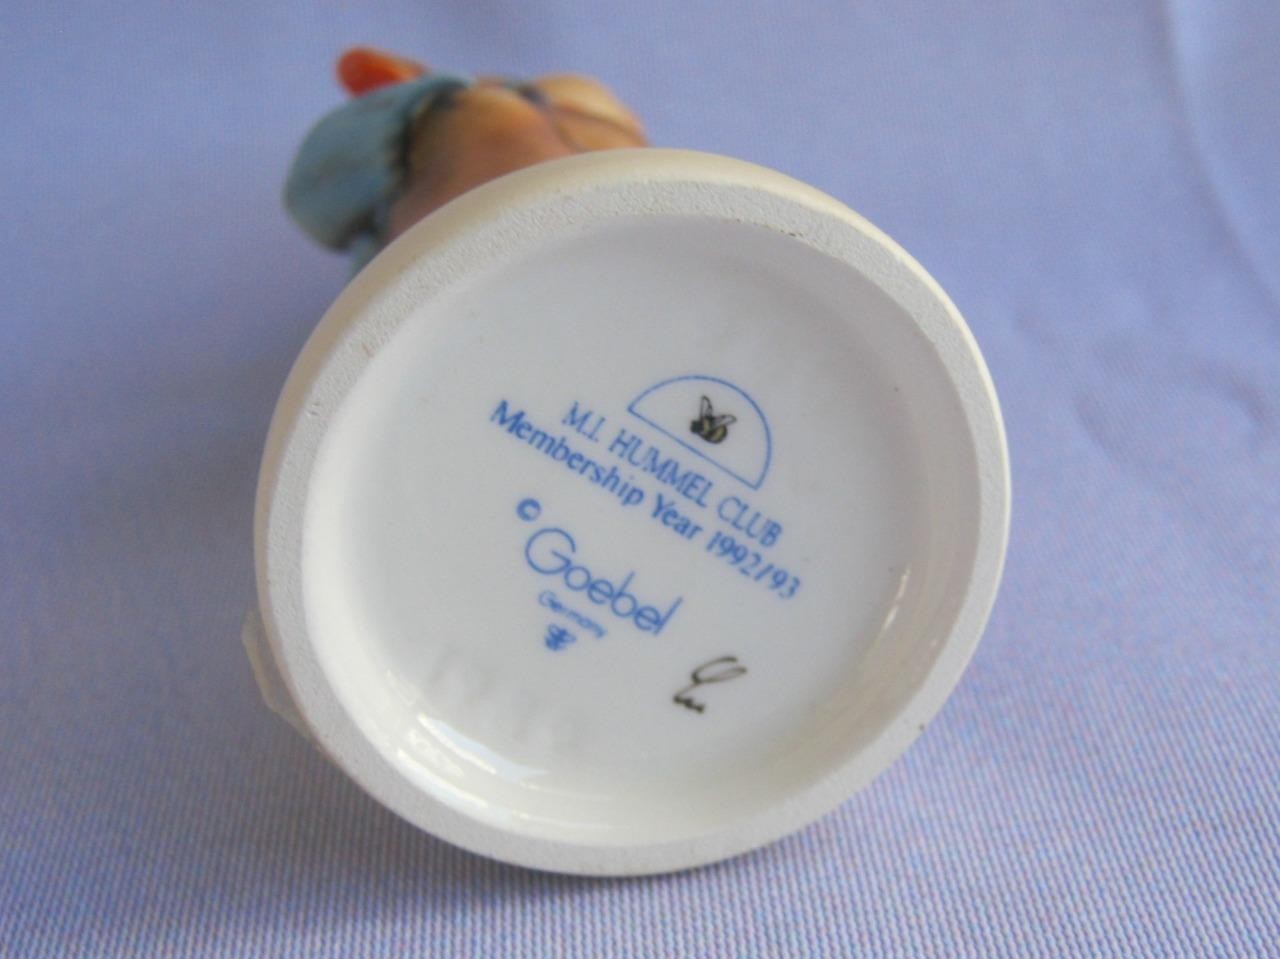 M.I. HUMMEL CLUB
Membership Year 1992/93
© Goebel
Germany